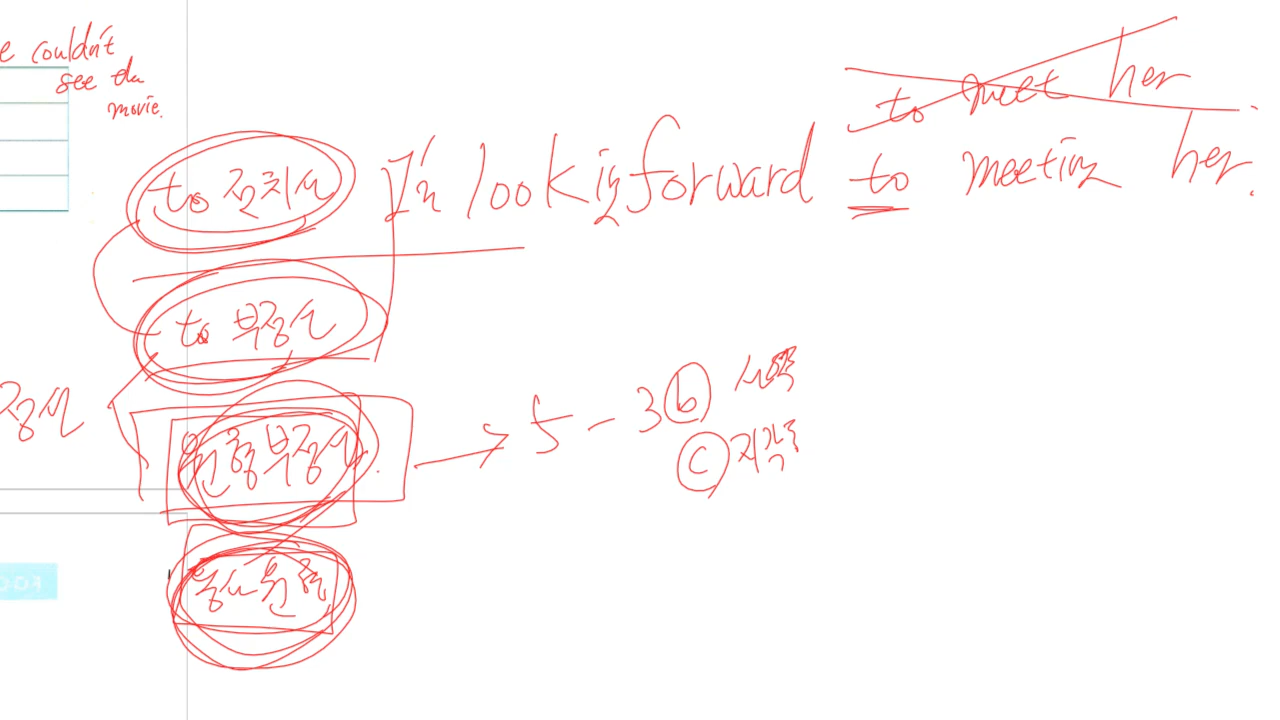 e couldn't
see the
movie.
to meet her
to 전치사
I'm looking forward to meeting her.
to 부정사
원형부정사
→ 5 - 3 ⓑ 사역
ⓒ 지각동
동사원형